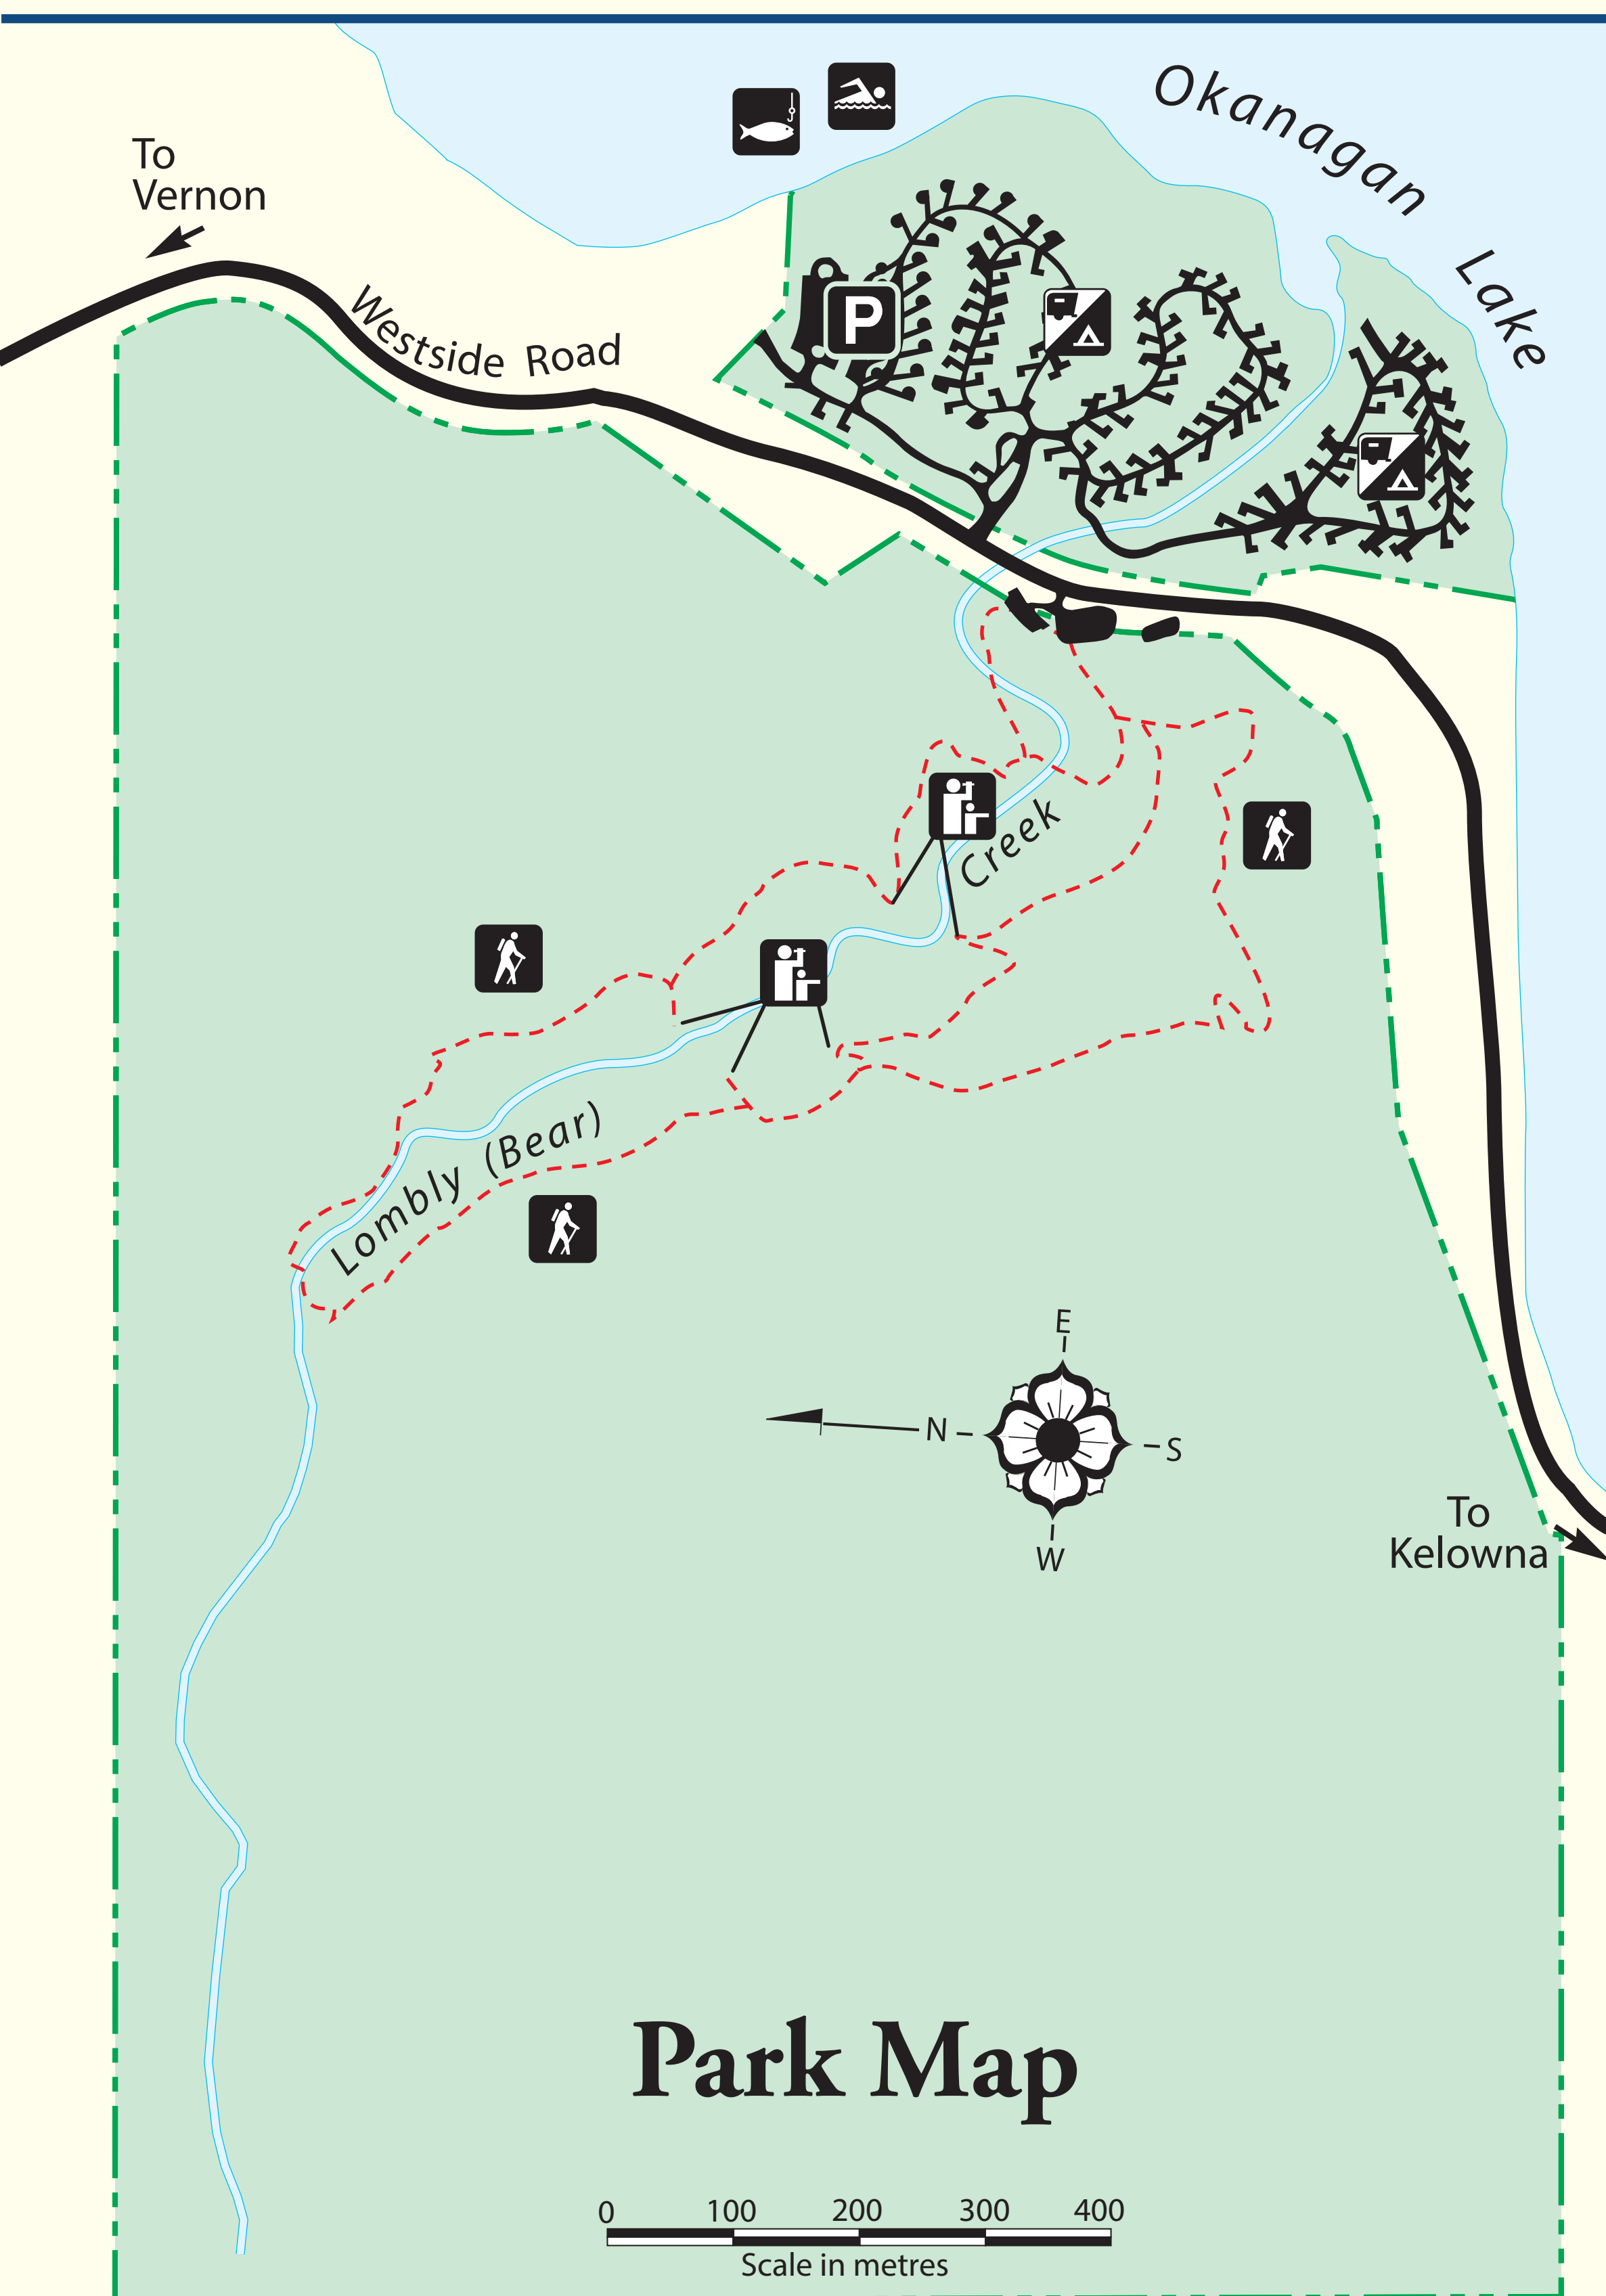 Okanagan Lake
To
Vernon
Westside Road
P
Creek
Lombly (Bear)
E
N
S
W
To
Kelowna
Park Map
0 100 200 300 400
Scale in metres